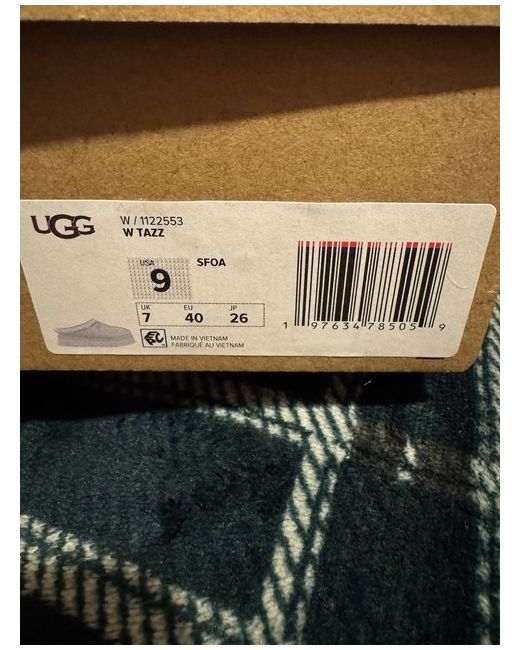 UGG
W / 1122553
W TAZZ
USA
9
SFOA
UK EU JP
7 40 26
MADE IN VIETNAM
FABRIQUÉ AU VIETNAM
1 97634 78505 9